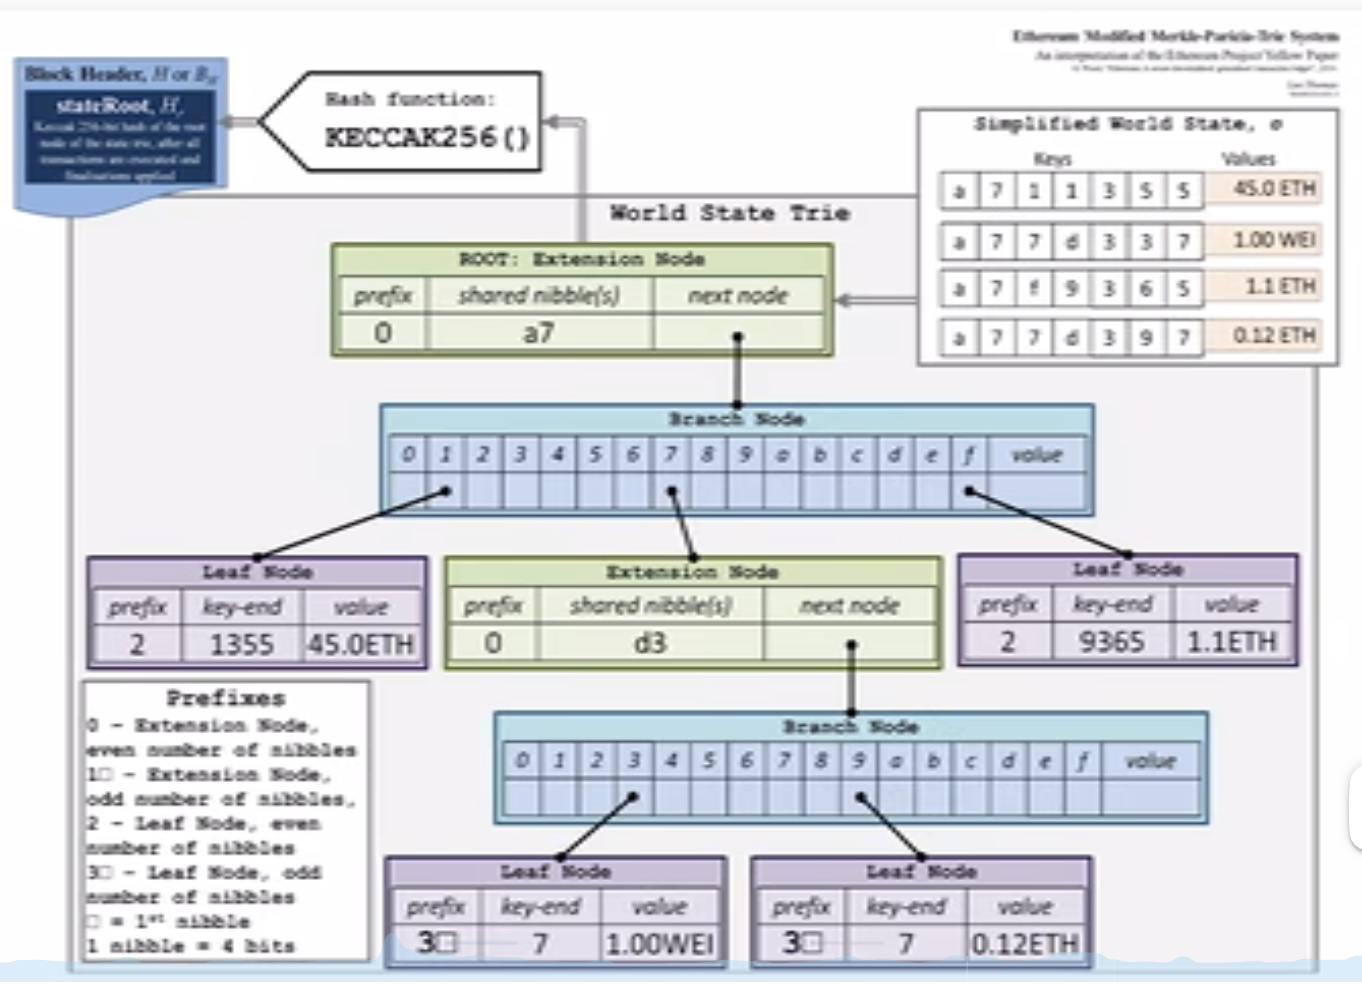 Ethereum Modified Merkle-Paricia-Trie System
An interpretation of the Ethereum Project Yellow Paper
Block Header, H or B_H
stateRoot, H_r
Keccak 256-bit hash of the root
node of the state trie, after all
transactions are executed and
finalisations applied
Hash function:
KECCAK256()
Simplified World State, σ
Keys Values
a 7 1 1 3 5 5 45.0 ETH
a 7 7 d 3 3 7 1.00 WEI
a 7 f 9 3 6 5 1.1 ETH
a 7 7 d 3 9 7 0.12 ETH
World State Trie
ROOT: Extension Node
prefix shared nibble(s) next node
0 a7
Branch Node
0 1 2 3 4 5 6 7 8 9 a b c d e f value
Leaf Node
prefix key-end value
2 1355 45.0ETH
Extension Node
prefix shared nibble(s) next node
0 d3
Leaf Node
prefix key-end value
2 9365 1.1ETH
Prefixes
0 - Extension Node,
even number of nibbles
1□ - Extension Node,
odd number of nibbles,
2 - Leaf Node, even
number of nibbles
3□ - Leaf Node, odd
number of nibbles
□ = 1st nibble
1 nibble = 4 bits
Branch Node
0 1 2 3 4 5 6 7 8 9 a b c d e f value
Leaf Node
prefix key-end value
3□ 7 1.00WEI
Leaf Node
prefix key-end value
3□ 7 0.12ETH